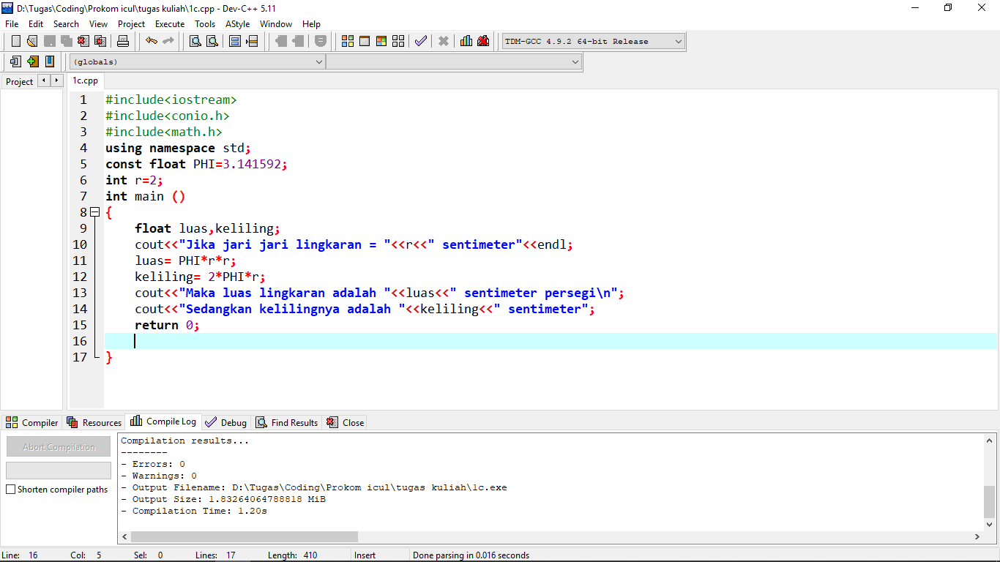 D:\Tugas\Coding\Prokom icul\tugas kuliah\1c.cpp - Dev-C++ 5.11
File Edit Search View Project Execute Tools AStyle Window Help
TDM-GCC 4.9.2 64-bit Release
(globals)
Project 1c.cpp
1 #include<iostream>
2 #include<conio.h>
3 #include<math.h>
4 using namespace std;
5 const float PHI=3.141592;
6 int r=2;
7 int main ()
8 {
9 float luas,keliling;
10 cout<<"Jika jari jari lingkaran = "<<r<<" sentimeter"<<endl;
11 luas= PHI*r*r;
12 keliling= 2*PHI*r;
13 cout<<"Maka luas lingkaran adalah "<<luas<<" sentimeter persegi\n";
14 cout<<"Sedangkan kelilingnya adalah "<<keliling<<" sentimeter";
15 return 0;
16
17 }
Compiler Resources Compile Log Debug Find Results Close
Abort Compilation
Shorten compiler paths
Compilation results...
--------
- Errors: 0
- Warnings: 0
- Output Filename: D:\Tugas\Coding\Prokom icul\tugas kuliah\1c.exe
- Output Size: 1.83264064788818 MiB
- Compilation Time: 1.20s
Line: 16 Col: 5 Sel: 0 Lines: 17 Length: 410 Insert Done parsing in 0.016 seconds